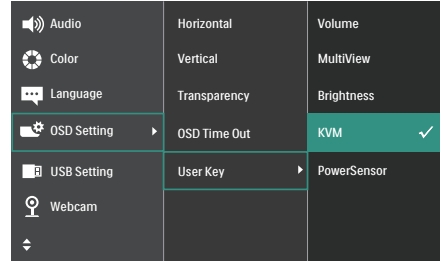 Audio
Color
Language
OSD Setting
USB Setting
Webcam
Horizontal
Vertical
Transparency
OSD Time Out
User Key
Volume
MultiView
Brightness
KVM
PowerSensor